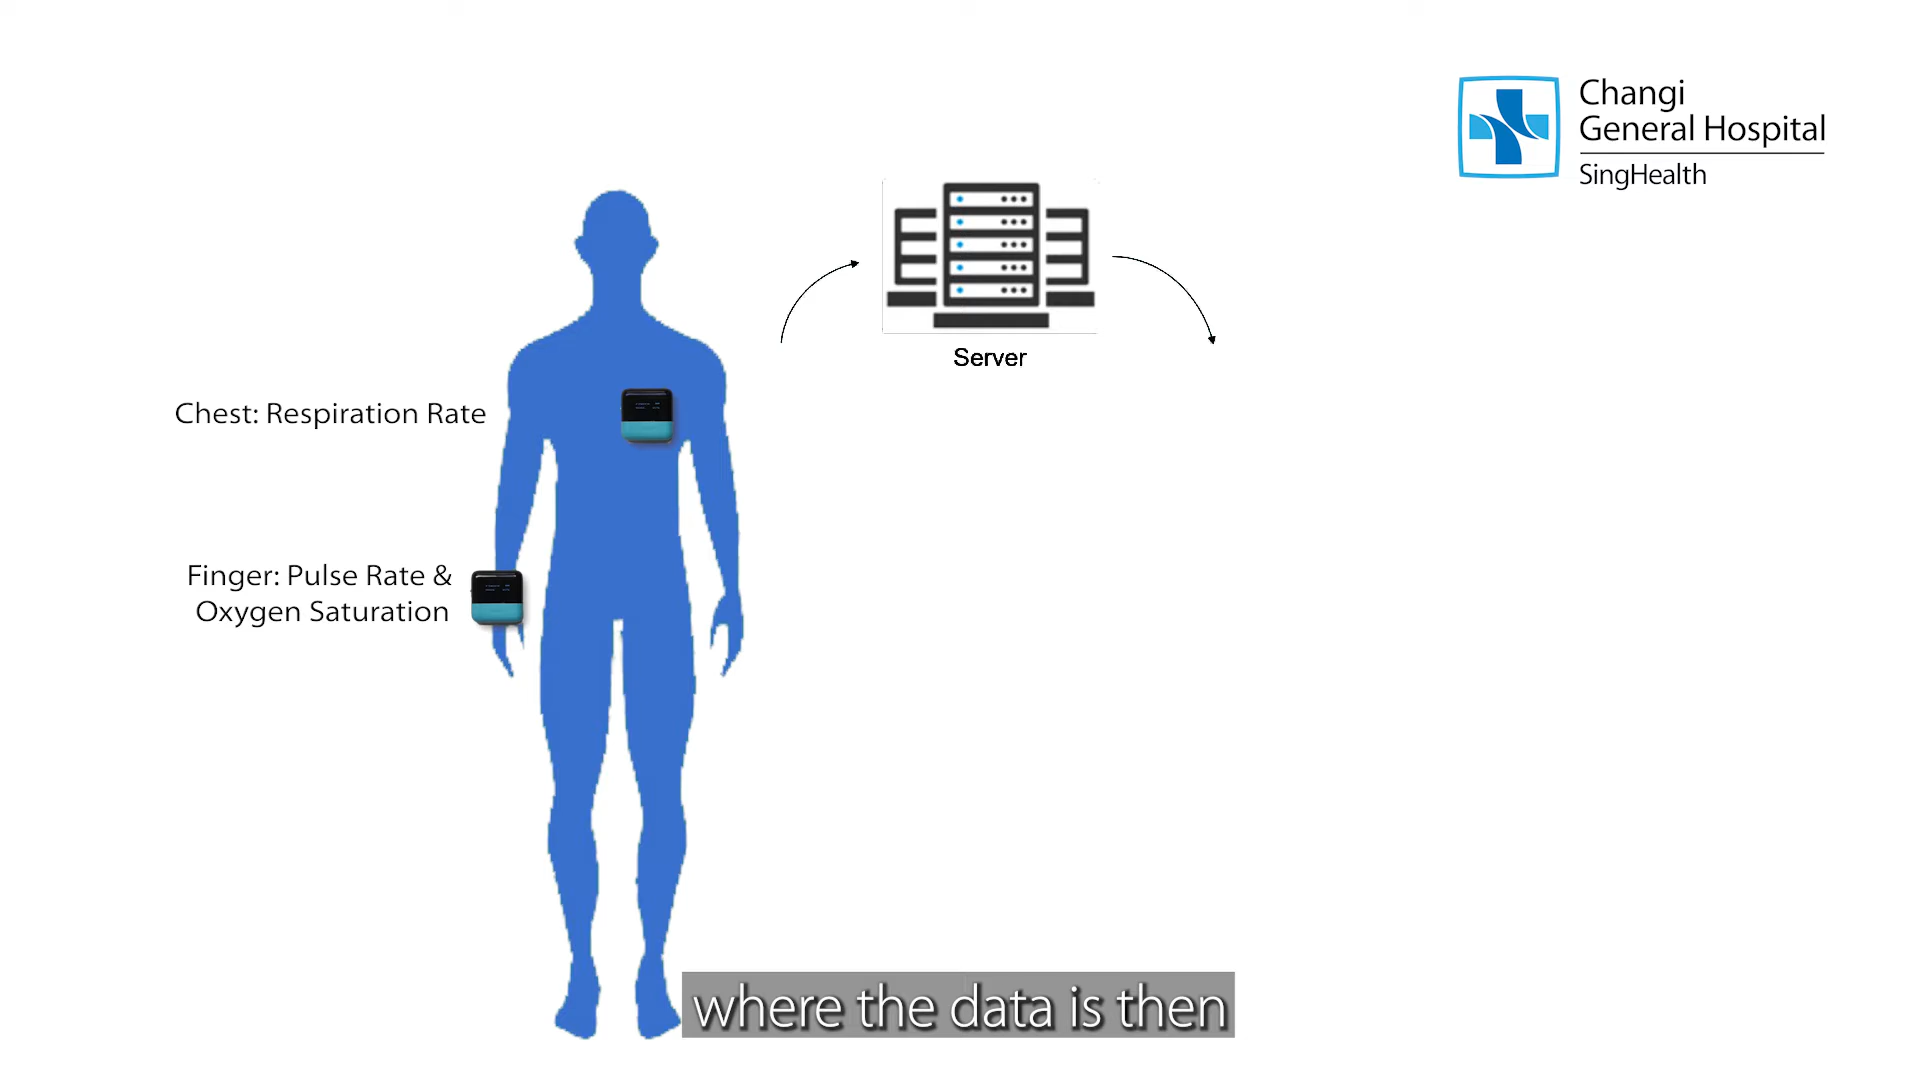 Changi
General Hospital
SingHealth
Server
Chest: Respiration Rate
Finger: Pulse Rate &
Oxygen Saturation
where the data is then